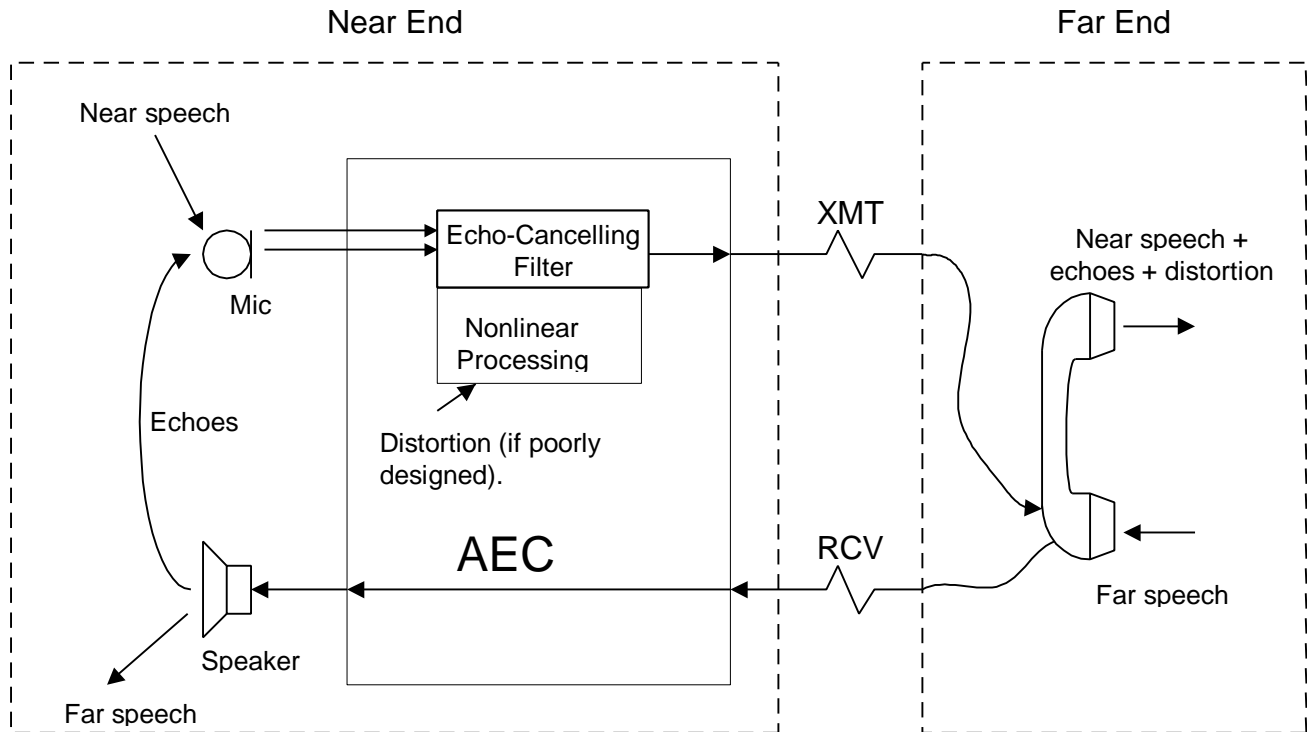 Near End
Far End
Near speech
XMT
Echo-Cancelling
Filter
Near speech +
echoes + distortion
Mic
Nonlinear
Processing
Echoes
Distortion (if poorly
designed).
AEC
RCV
Far speech
Speaker
Far speech